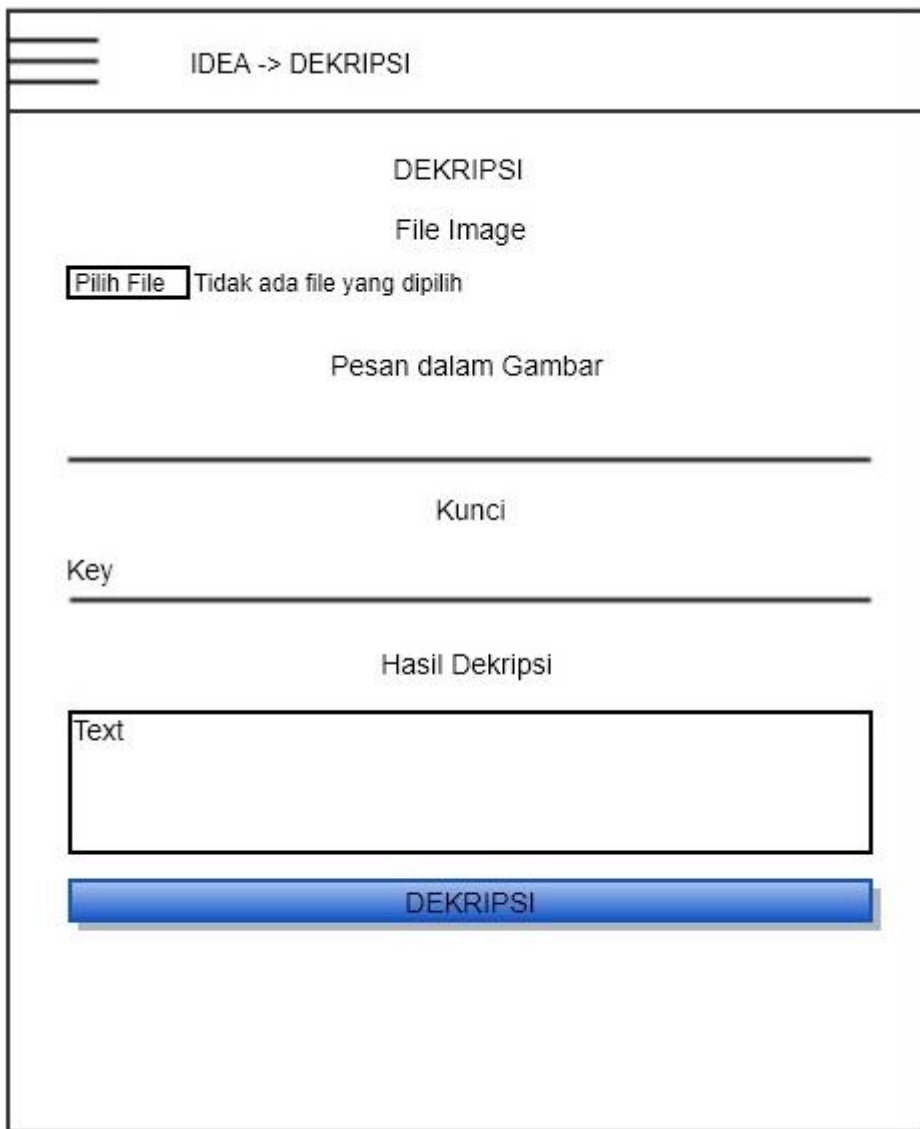 IDEA -> DEKRIPSI
DEKRIPSI
File Image
Pilih File Tidak ada file yang dipilih
Pesan dalam Gambar
Kunci
Key
Hasil Dekripsi
Text
DEKRIPSI